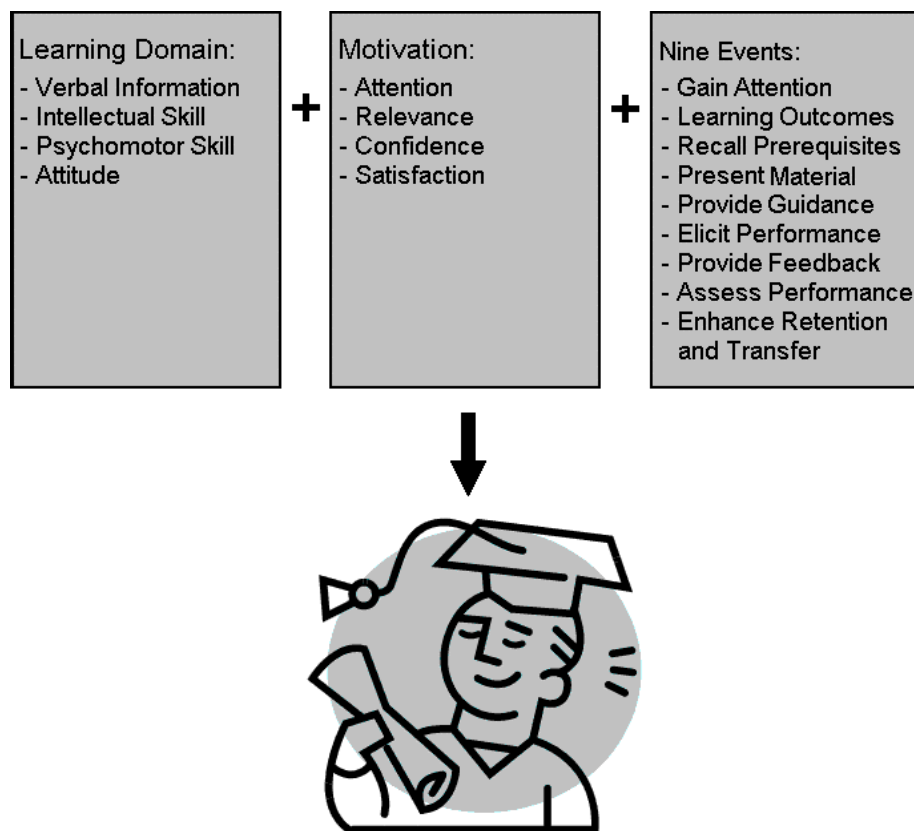 Learning Domain:
- Verbal Information
- Intellectual Skill
- Psychomotor Skill
- Attitude
+
Motivation:
- Attention
- Relevance
- Confidence
- Satisfaction
+
Nine Events:
- Gain Attention
- Learning Outcomes
- Recall Prerequisites
- Present Material
- Provide Guidance
- Elicit Performance
- Provide Feedback
- Assess Performance
- Enhance Retention
and Transfer